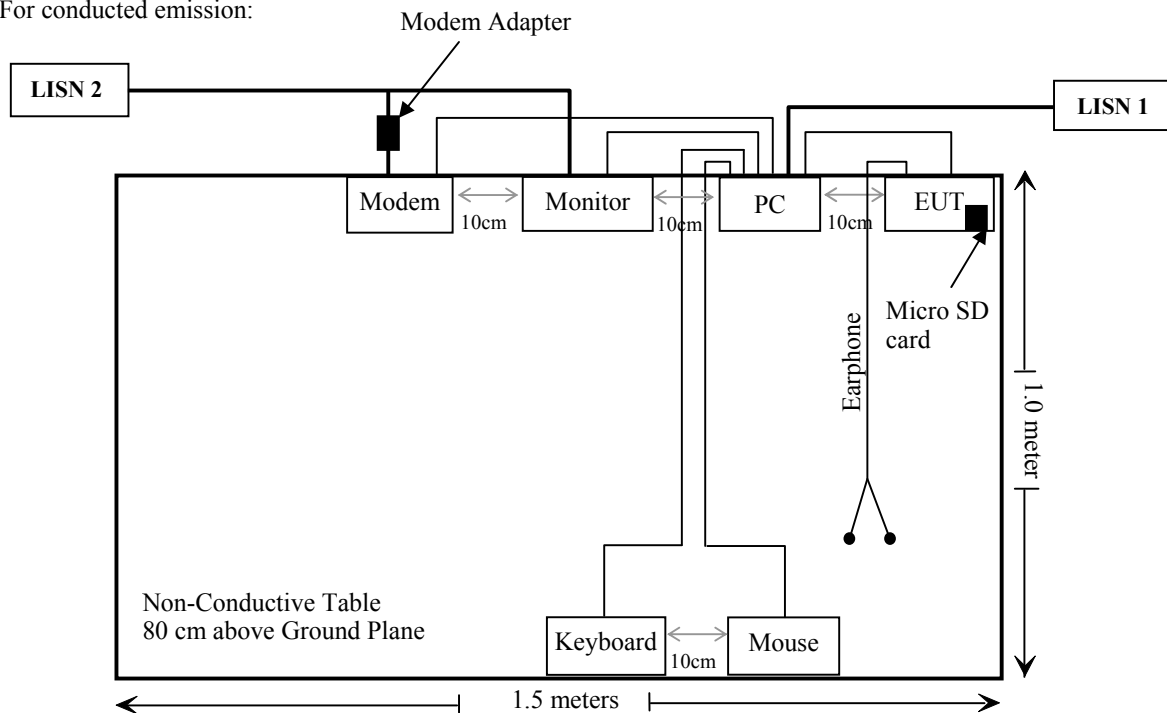 For conducted emission:
Modem Adapter
LISN 2
LISN 1
Modem
Monitor
PC
EUT
10cm
10cm
10cm
Micro SD
card
Earphone
1.0 meter
Non-Conductive Table
80 cm above Ground Plane
Keyboard
Mouse
10cm
1.5 meters